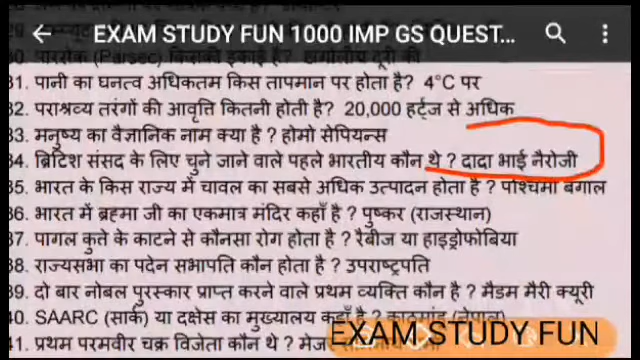 EXAM STUDY FUN 1000 IMP GS QUEST...
30. पारसेक (Parsec) किसकी इकाई है? खगोलीय दूरी की
31. पानी का घनत्व अधिकतम किस तापमान पर होता है? 4°C पर
32. पराश्रव्य तरंगों की आवृति कितनी होती है? 20,000 हर्ट्ज से अधिक
33. मनुष्य का वैज्ञानिक नाम क्या है ? होमो सेपियन्स
34. ब्रिटिश संसद के लिए चुने जाने वाले पहले भारतीय कौन थे ? दादा भाई नैरोजी
35. भारत के किस राज्य में चावल का सबसे अधिक उत्पादन होता है ? पश्चिमी बंगाल
36. भारत में ब्रह्मा जी का एकमात्र मंदिर कहाँ है ? पुष्कर (राजस्थान)
37. पागल कुते के काटने से कौनसा रोग होता है ? रैबीज या हाइड्रोफोबिया
38. राज्यसभा का पदेन सभापति कौन होता है ? उपराष्ट्रपति
39. दो बार नोबल पुरस्कार प्राप्त करने वाले प्रथम व्यक्ति कौन है ? मैडम मैरी क्यूरी
40. SAARC (सार्क) या दक्षेस का मुख्यालय कहाँ है ? काठमांडू (नेपाल)
41. प्रथम परमवीर चक्र विजेता कौन थे ? मेजर
EXAM STUDY FUN